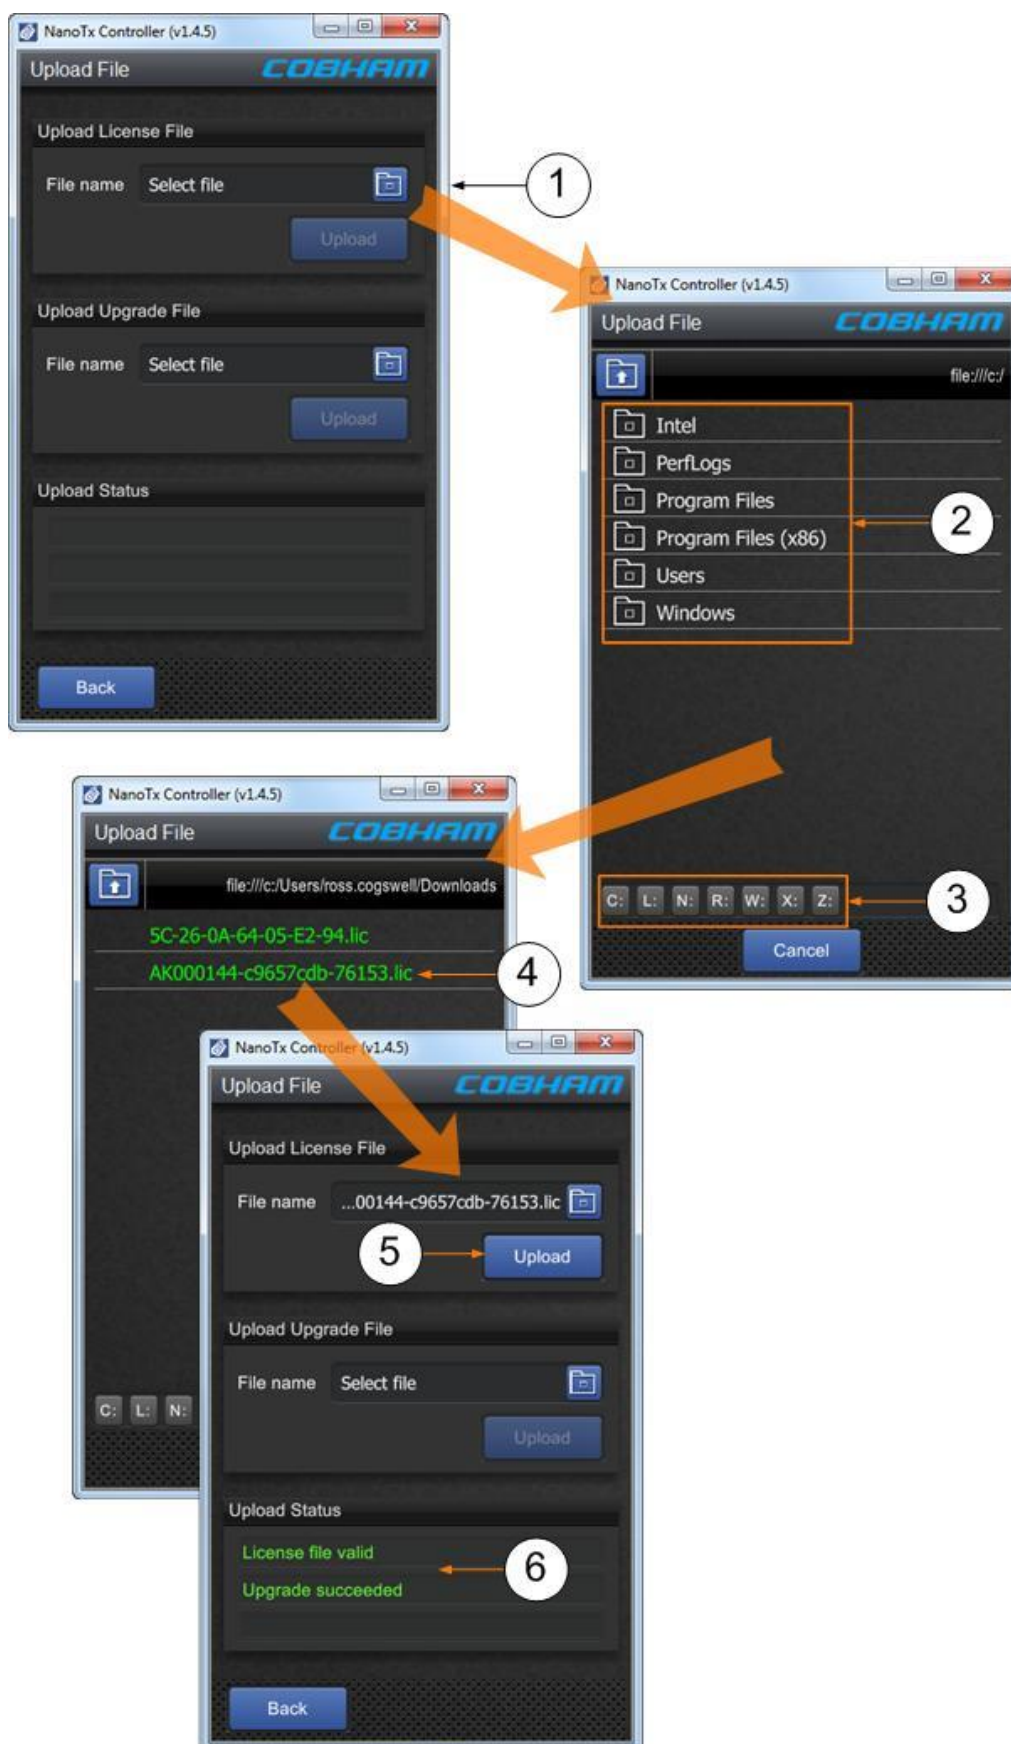 NanoTx Controller (v1.4.5)
Upload File
COBHAM
Upload License File
File name Select file
Upload
Upload Upgrade File
File name Select file
Upload
Upload Status
Back
1
NanoTx Controller (v1.4.5)
Upload File
COBHAM
file:///c:/
Intel
PerfLogs
Program Files
Program Files (x86)
Users
Windows
2
C: L: N: R: W: X: Z:
3
Cancel
NanoTx Controller (v1.4.5)
Upload File
COBHAM
file:///c:/Users/ross.cogswell/Downloads
5C-26-0A-64-05-E2-94.lic
AK000144-c9657cdb-76153.lic
4
C: L: N:
NanoTx Controller (v1.4.5)
Upload File
COBHAM
Upload License File
File name ...00144-c9657cdb-76153.lic
5
Upload
Upload Upgrade File
File name Select file
Upload
Upload Status
License file valid
Upgrade succeeded
6
Back